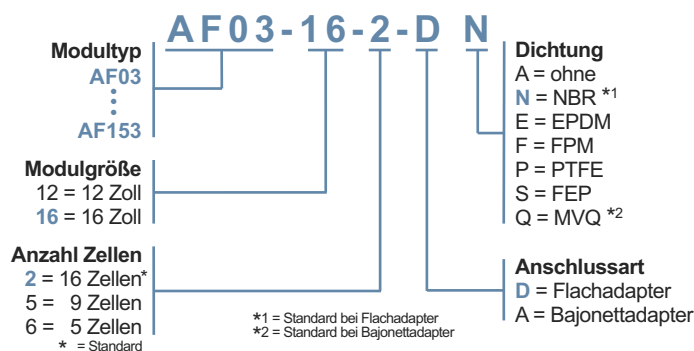 AF03-16-2-D N
Modultyp
AF03
AF153
Modulgröße
12 = 12 Zoll
16 = 16 Zoll
Anzahl Zellen
2 = 16 Zellen*
5 = 9 Zellen
6 = 5 Zellen
* = Standard
*1 = Standard bei Flachadapter
*2 = Standard bei Bajonettadapter
Dichtung
A = ohne
N = NBR *1
E = EPDM
F = FPM
P = PTFE
S = FEP
Q = MVQ *2
Anschlussart
D = Flachadapter
A = Bajonettadapter